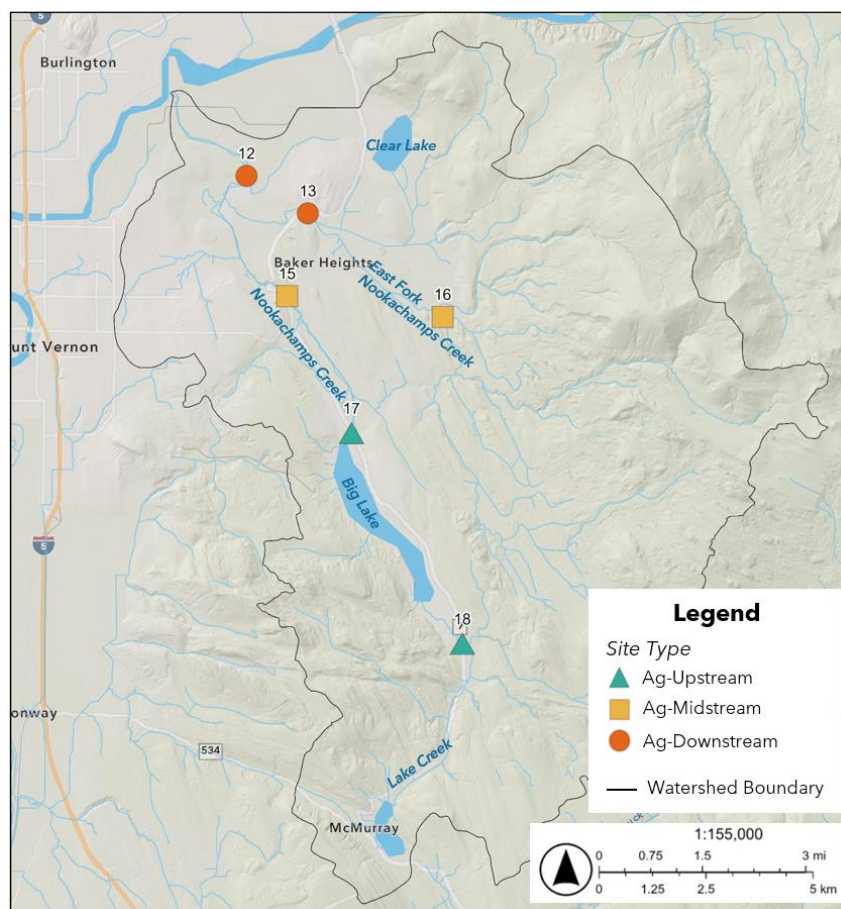 5
Burlington
Clear Lake
12
13
Baker Heights
15
East Fork
Nookachamps Creek
16
Nookachamps Creek
unt Vernon
17
Big Lake
5
18
Legend
Site Type
Ag-Upstream
Ag-Midstream
Ag-Downstream
Watershed Boundary
onway
534
Lake Creek
McMurray
1:155,000
0 0.75 1.5 3 mi
0 1.25 2.5 5 km